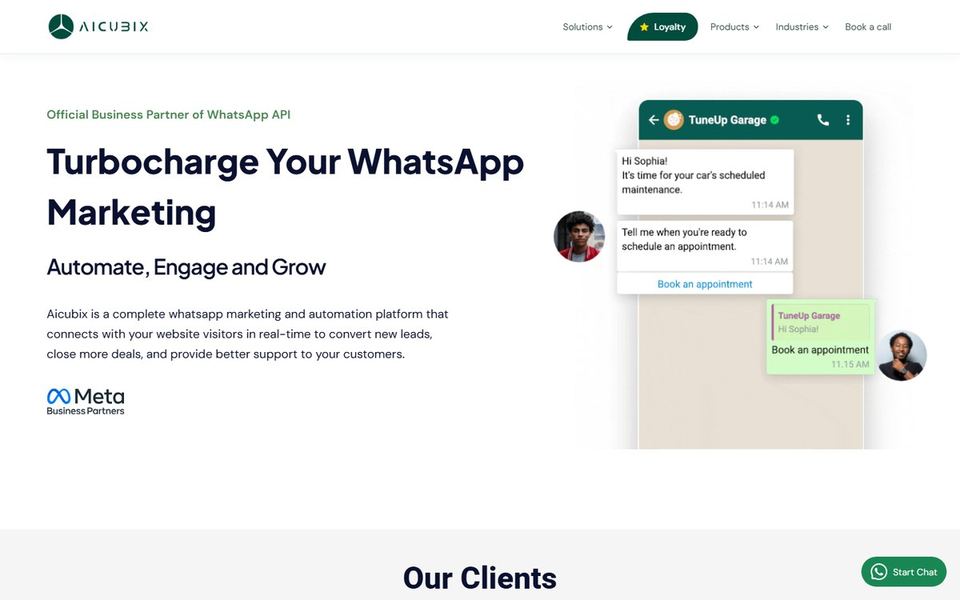 AICUBIX
Solutions
Loyalty
Products
Industries
Book a call
Official Business Partner of WhatsApp API
Turbocharge Your WhatsApp
Marketing
Automate, Engage and Grow
Aicubix is a complete whatsapp marketing and automation platform that
connects with your website visitors in real-time to convert new leads,
close more deals, and provide better support to your customers.
Meta
Business Partners
TuneUp Garage
Hi Sophia!
It's time for your car's scheduled
maintenance.
11:14 AM
Tell me when you're ready to
schedule an appointment.
11:14 AM
Book an appointment
TuneUp Garage
Hi Sophia!
Book an appointment
11.15 AM
Our Clients
Start Chat